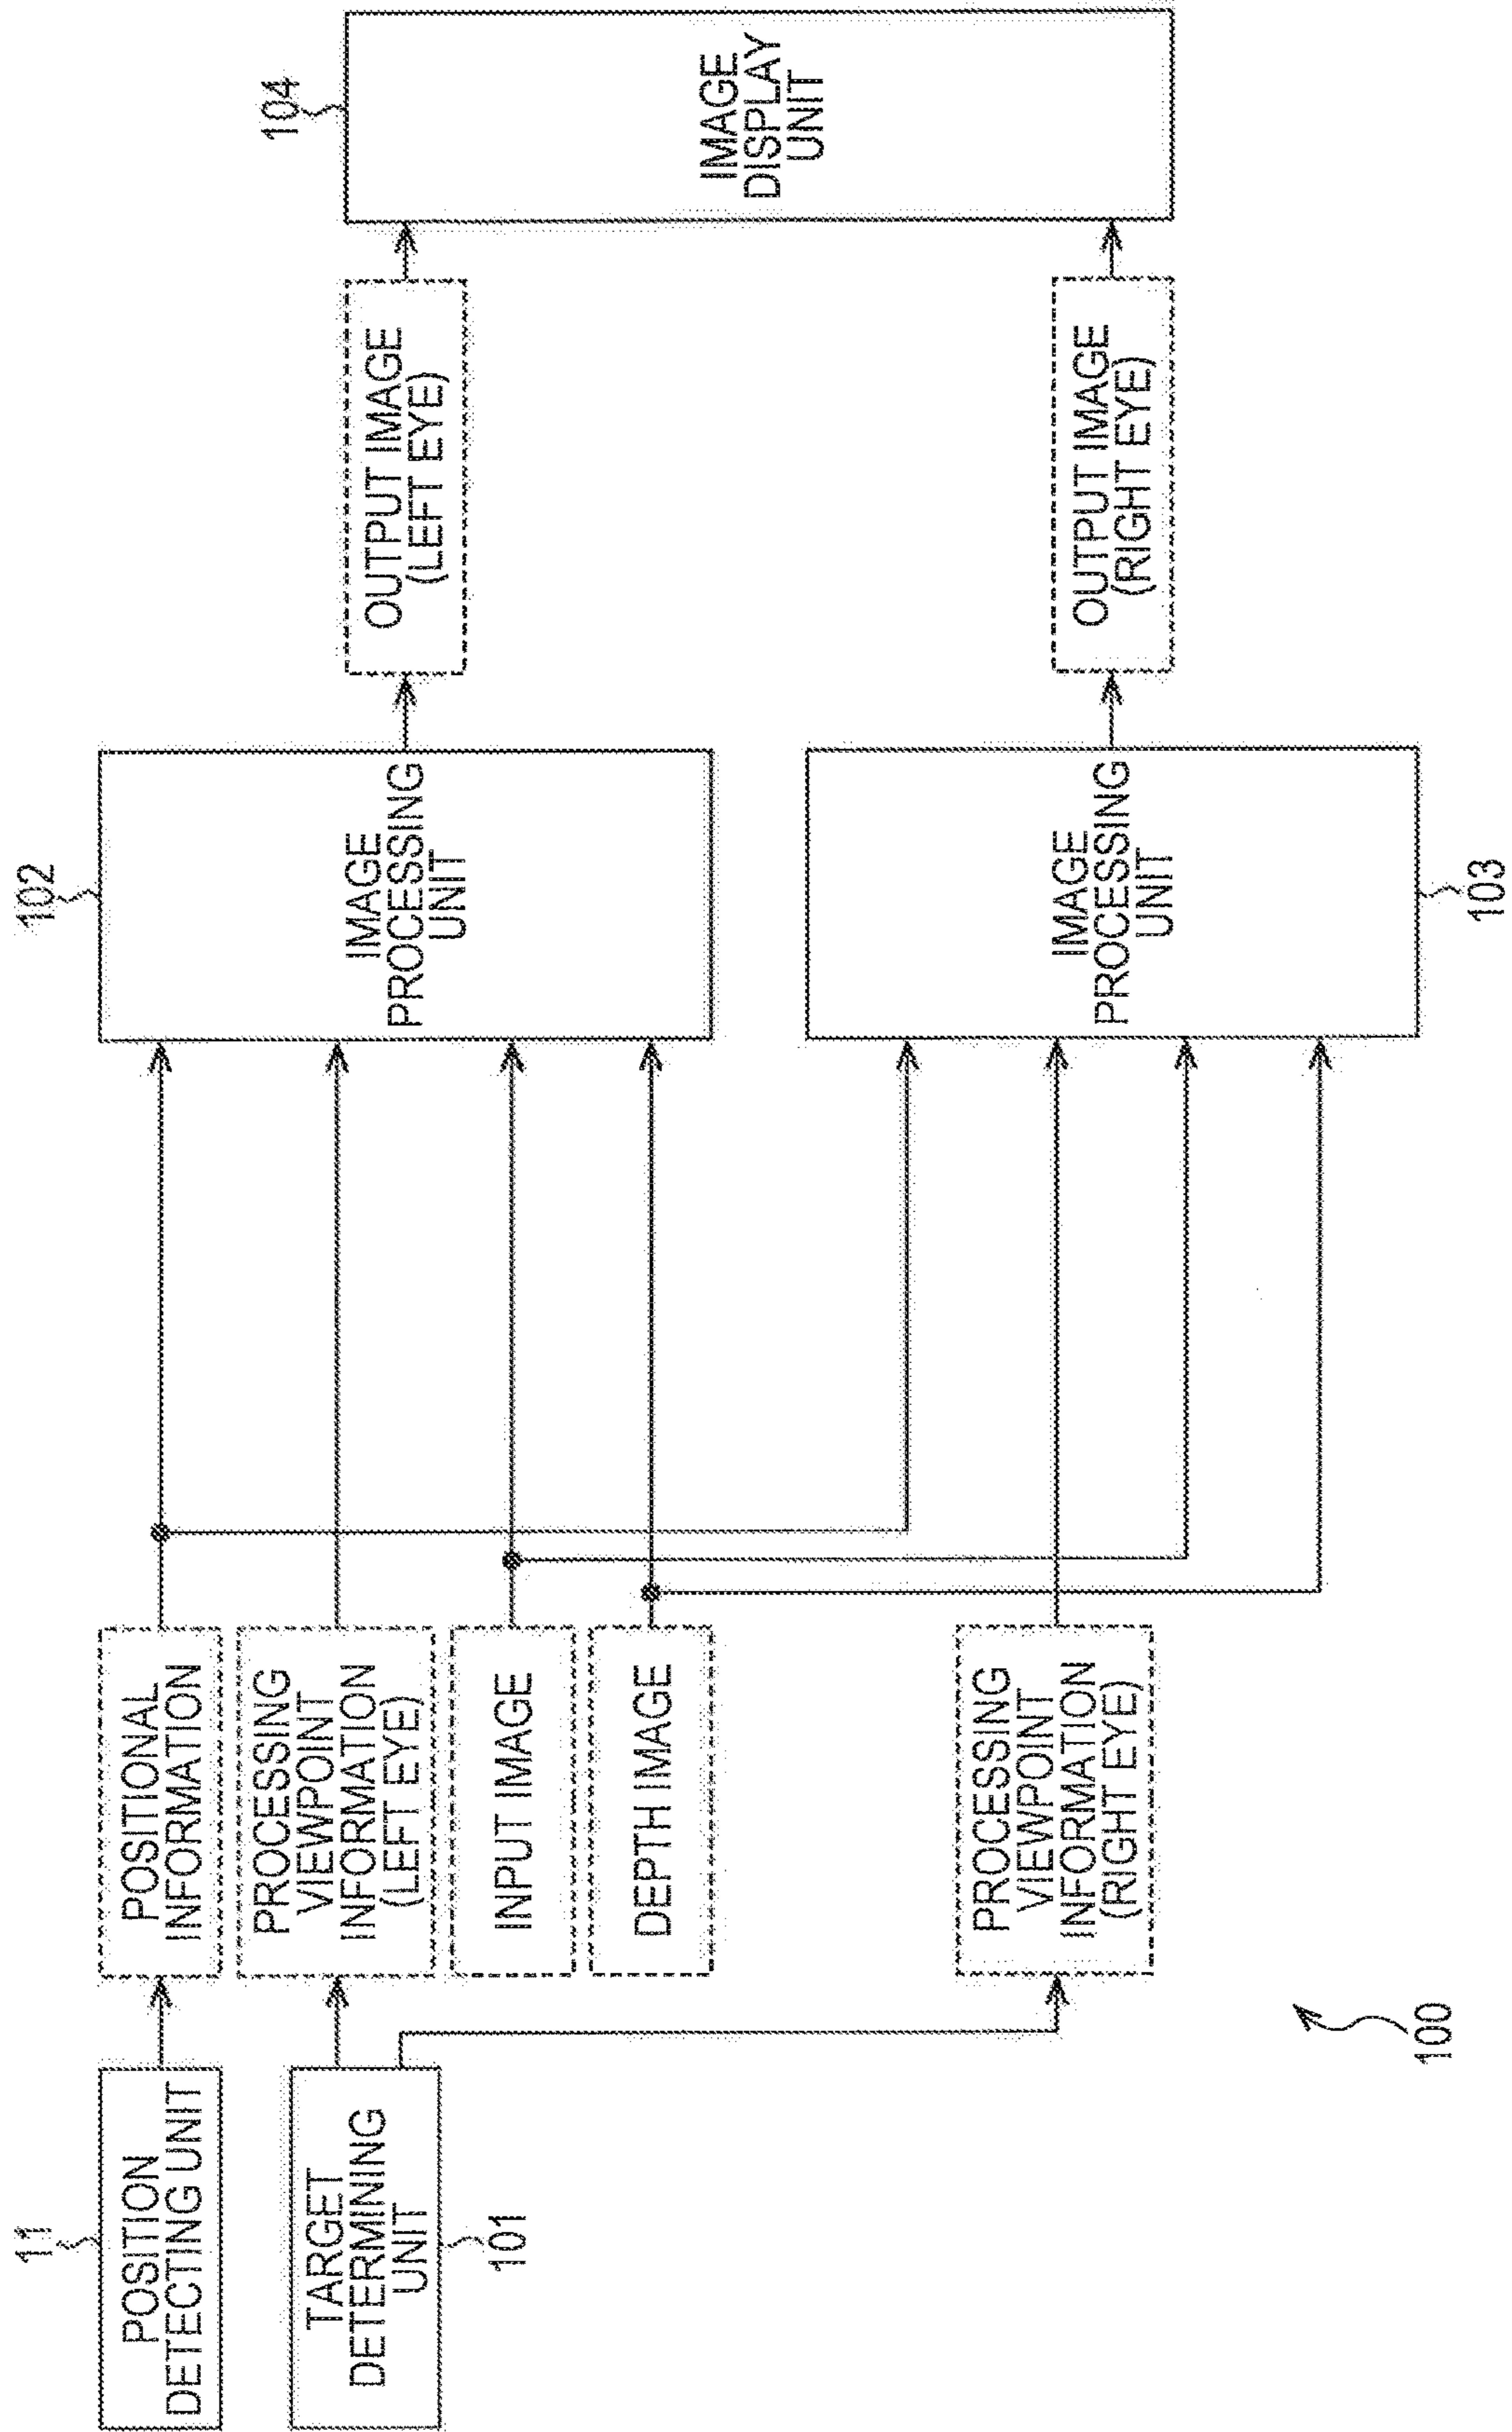 11
POSITION
DETECTING UNIT
TARGET
DETERMINING
UNIT
101
POSITIONAL
INFORMATION
PROCESSING
VIEWPOINT
INFORMATION
(LEFT EYE)
INPUT IMAGE
DEPTH IMAGE
PROCESSING
VIEWPOINT
INFORMATION
(RIGHT EYE)
100
102
IMAGE
PROCESSING
UNIT
IMAGE
PROCESSING
UNIT
103
OUTPUT IMAGE
(LEFT EYE)
OUTPUT IMAGE
(RIGHT EYE)
104
IMAGE
DISPLAY
UNIT